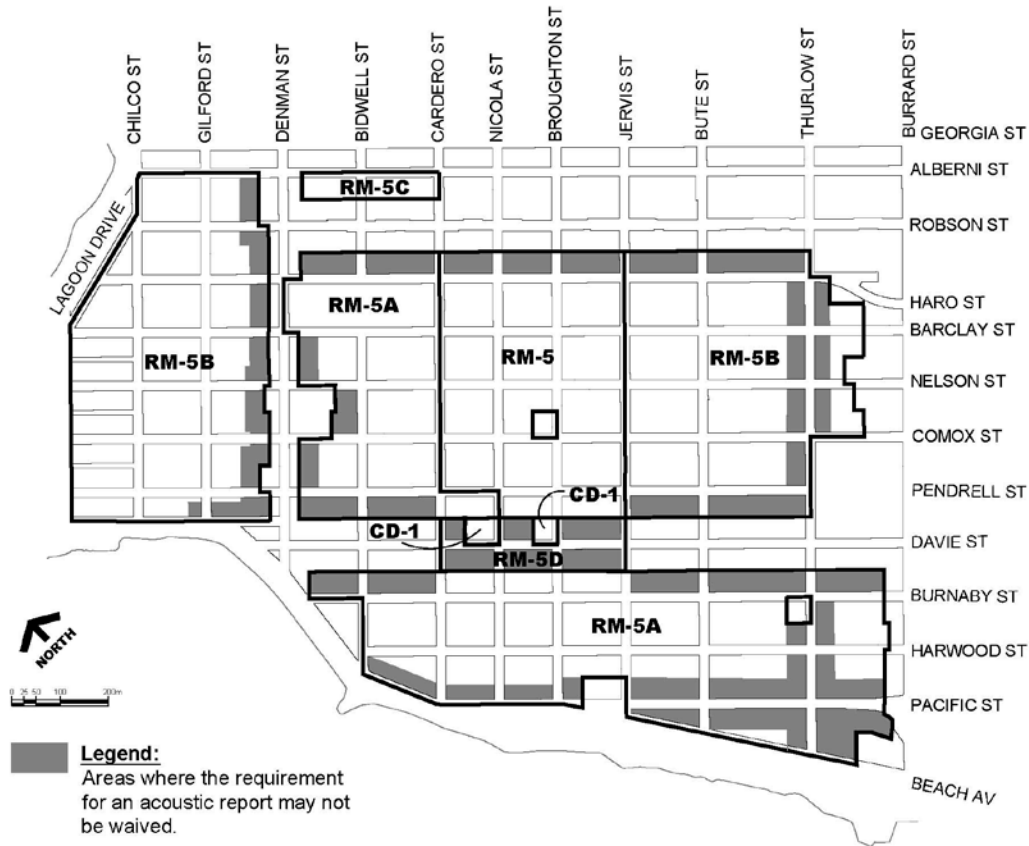 CHILCO ST
GILFORD ST
DENMAN ST
BIDWELL ST
CARDERO ST
NICOLA ST
BROUGHTON ST
JERVIS ST
BUTE ST
THURLOW ST
BURRARD ST
GEORGIA ST
ALBERNI ST
ROBSON ST
HARO ST
BARCLAY ST
NELSON ST
COMOX ST
PENDRELL ST
DAVIE ST
BURNABY ST
HARWOOD ST
PACIFIC ST
BEACH AV
LAGOON DRIVE
RM-5C
RM-5A
RM-5
RM-5B
RM-5B
CD-1
CD-1
RM-5D
RM-5A
NORTH
0 25 50 100 200m
Legend:
Areas where the requirement
for an acoustic report may not
be waived.